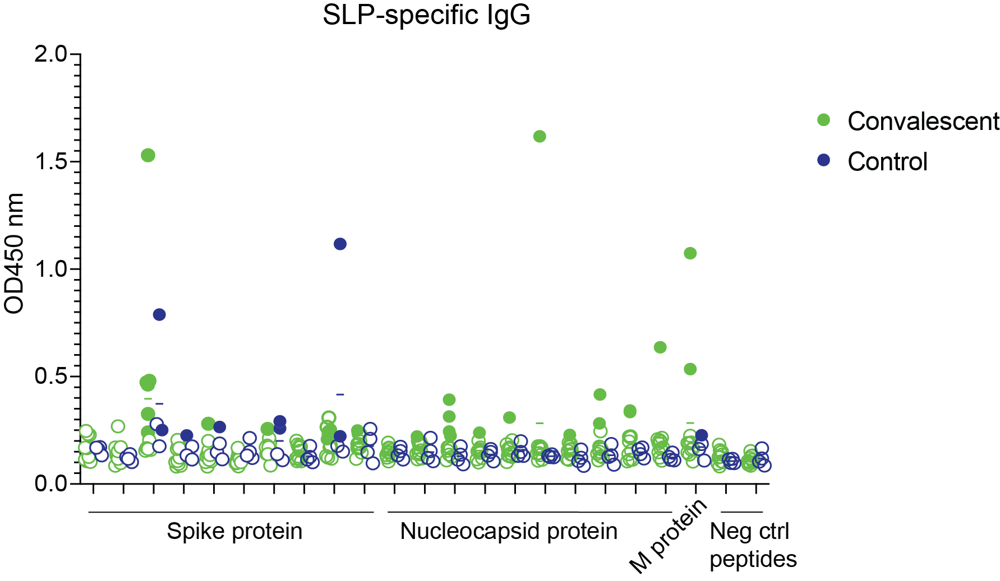 SLP-specific IgG
2.0
1.5
1.0
0.5
0.0
OD450 nm
Convalescent
Control
Spike protein
Nucleocapsid protein
M protein
Neg ctrl
peptides